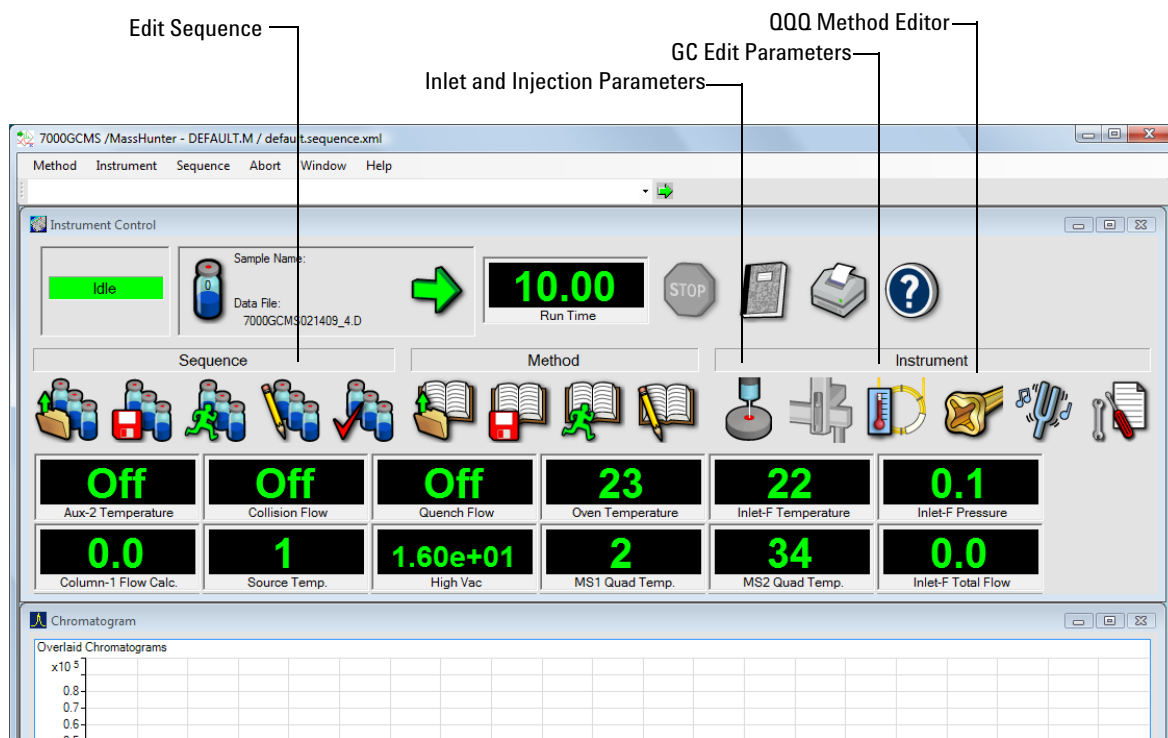 Edit Sequence
QQQ Method Editor
GC Edit Parameters
Inlet and Injection Parameters
7000GCMS /MassHunter - DEFAULT.M / default.sequence.xml
Method Instrument Sequence Abort Window Help
Instrument Control
Idle
0
Sample Name:
Data File:
7000GCMS021409_4.D
10.00
Run Time
STOP
?
Sequence Method Instrument
Off Off Off 23 22 0.1
Aux-2 Temperature Collision Flow Quench Flow Oven Temperature Inlet-F Temperature Inlet-F Pressure
0.0 1 1.60e+01 2 34 0.0
Column-1 Flow Calc. Source Temp. High Vac MS1 Quad Temp. MS2 Quad Temp. Inlet-F Total Flow
Chromatogram
Overlaid Chromatograms
x10 5
0.8
0.7
0.6